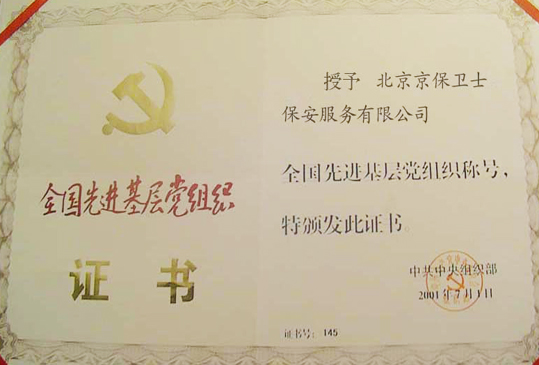 全国先进基层党组织
证书
授予 北京京保卫士
保安服务有限公司
全国先进基层党组织称号,
特颁发此证书。
中共中央组织部
2001年7月1日
证书号: 145